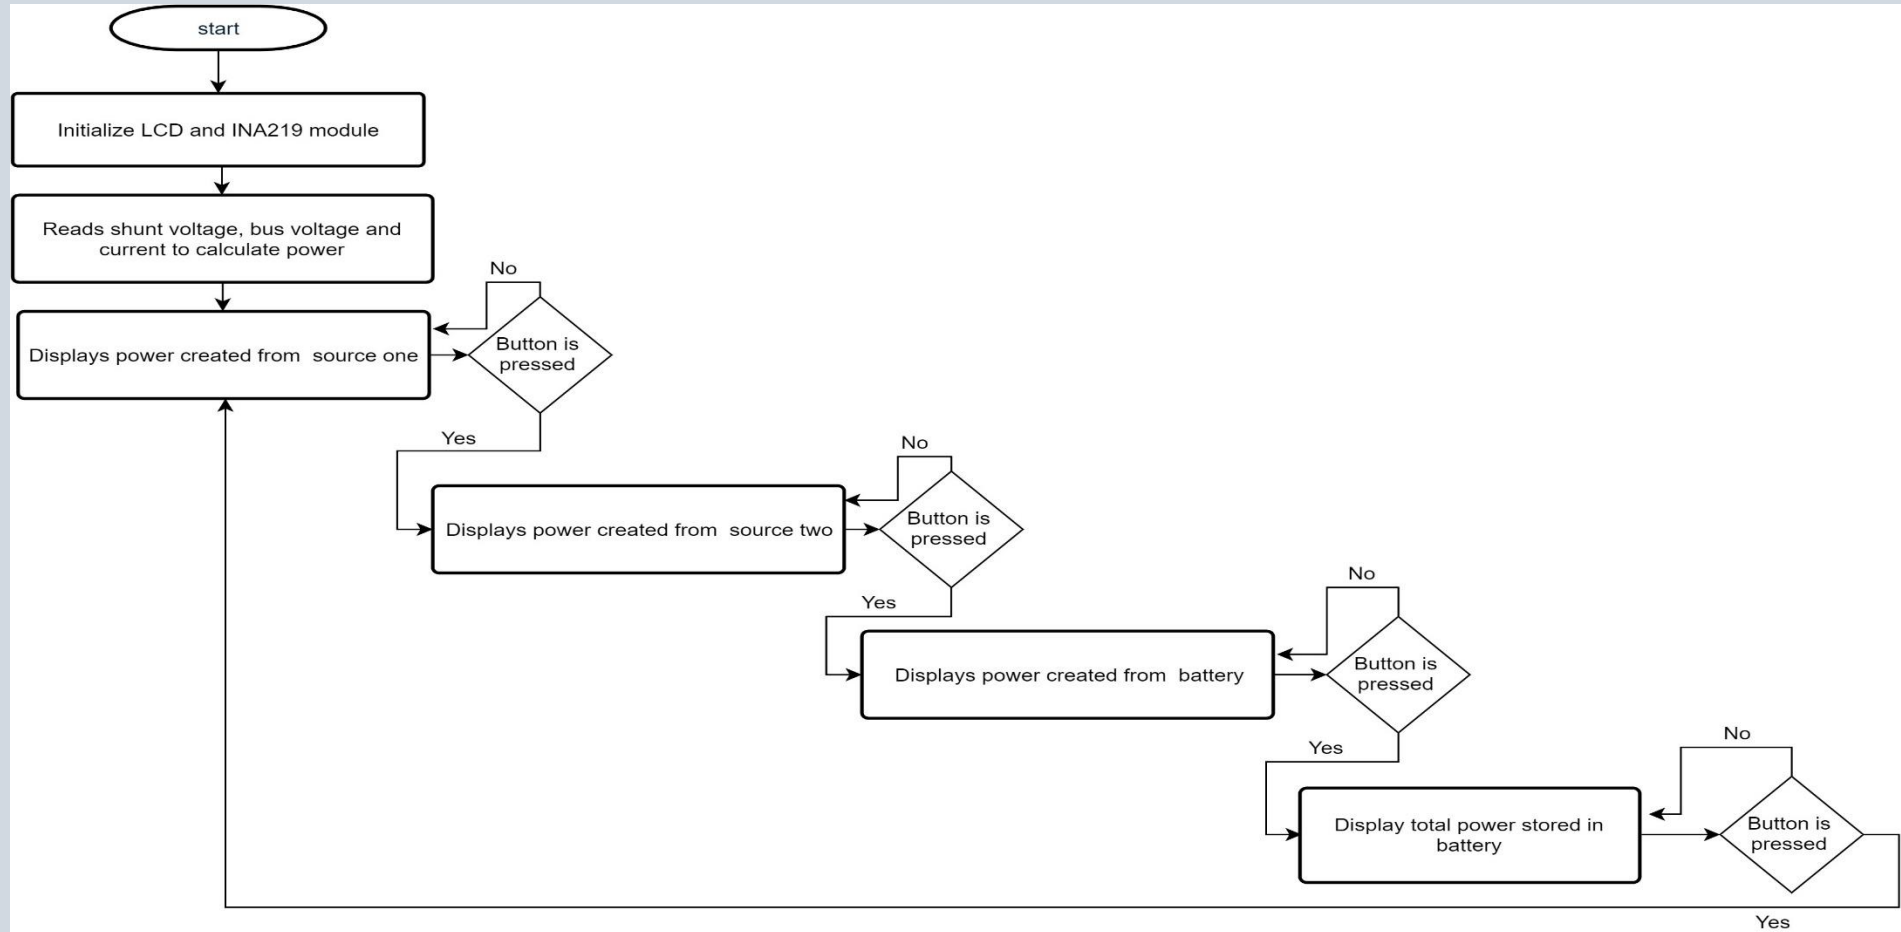 start
Initialize LCD and INA219 module
Reads shunt voltage, bus voltage and
current to calculate power
No
Displays power created from  source one
Button is
pressed
Yes
No
Displays power created from  source two
Button is
pressed
Yes
No
Displays power created from  battery
Button is
pressed
Yes
No
Display total power stored in
battery
Button is
pressed
Yes